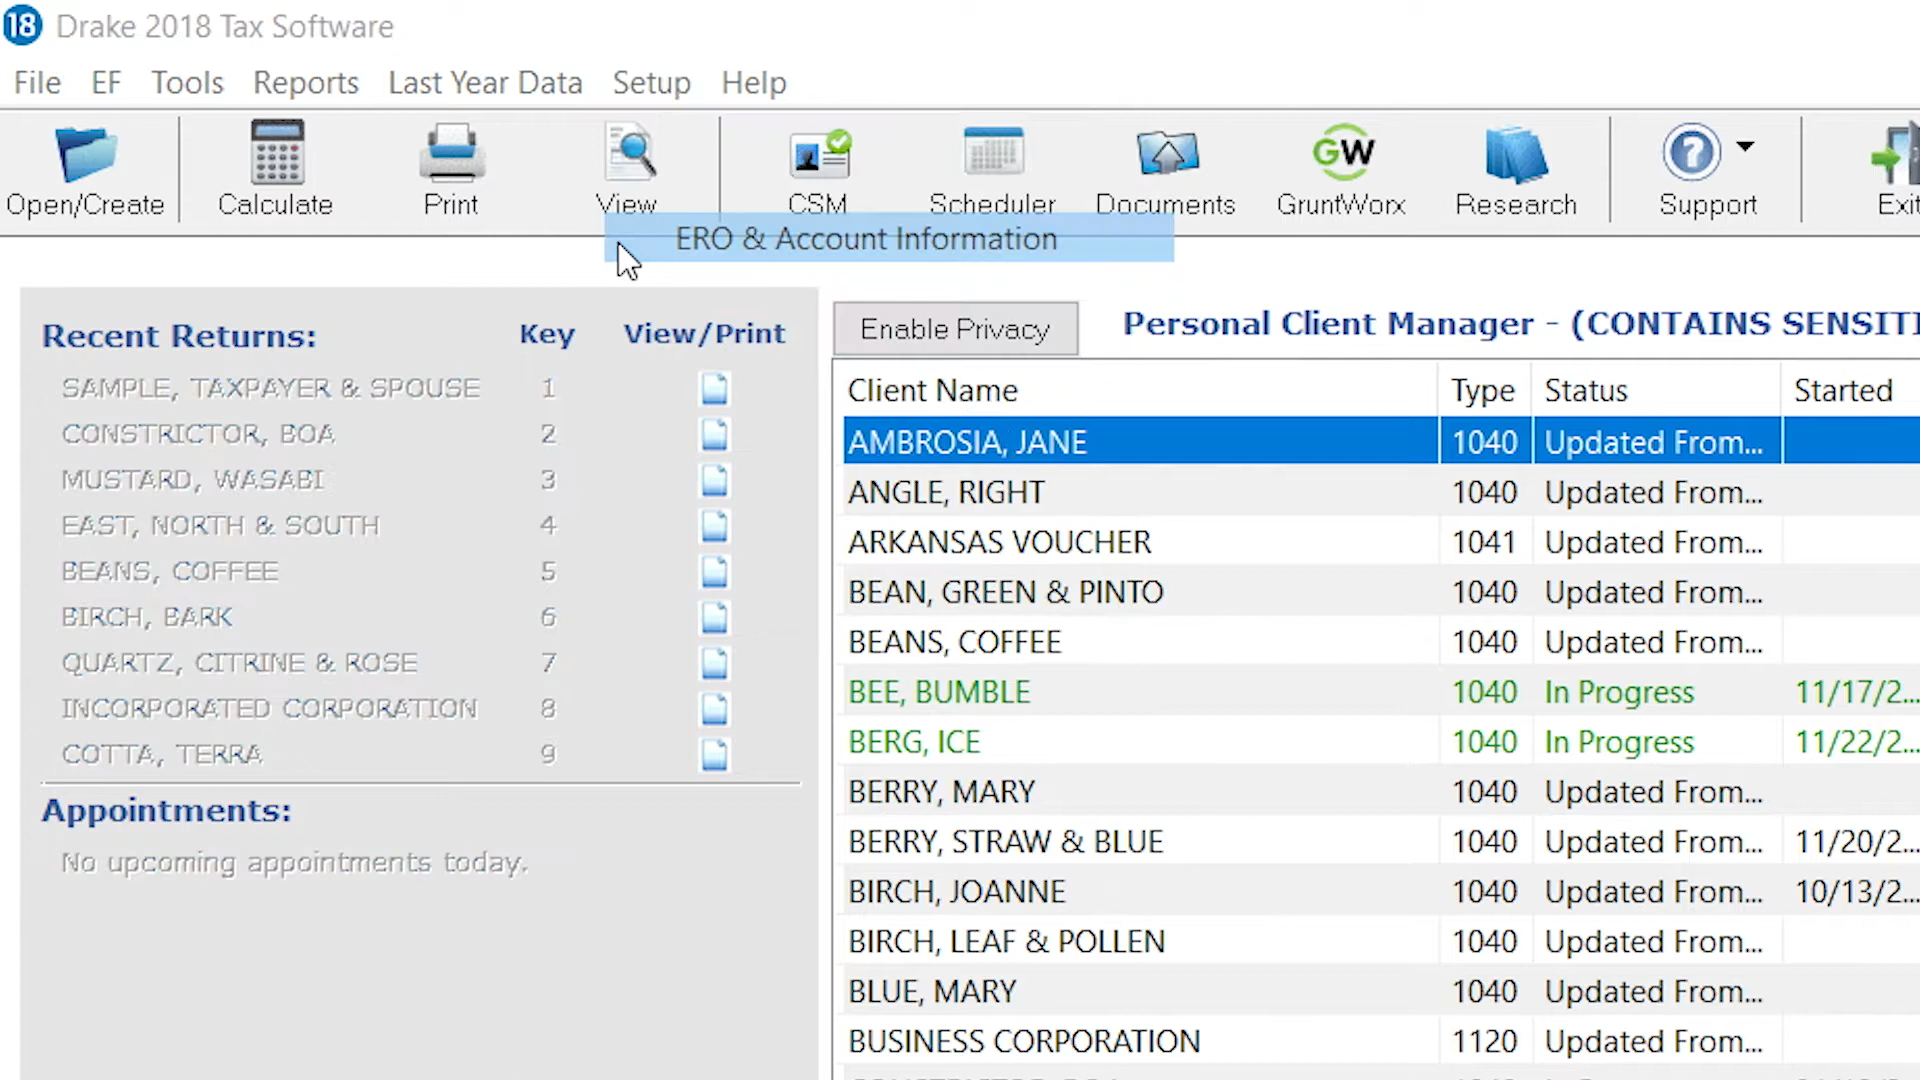 18 Drake 2018 Tax Software
File EF Tools Reports Last Year Data Setup Help
GW
Open/Create Calculate Print View CSM Scheduler Documents GruntWorx Research Support Exit
ERO & Account Information
Enable Privacy Personal Client Manager - (CONTAINS SENSITI
Recent Returns: Key View/Print
SAMPLE, TAXPAYER & SPOUSE 1
CONSTRICTOR, BOA 2
MUSTARD, WASABI 3
EAST, NORTH & SOUTH 4
BEANS, COFFEE 5
BIRCH, BARK 6
QUARTZ, CITRINE & ROSE 7
INCORPORATED CORPORATION 8
COTTA, TERRA 9
Appointments:
No upcoming appointments today.
Client Name Type Status Started
AMBROSIA, JANE 1040 Updated From...
ANGLE, RIGHT 1040 Updated From...
ARKANSAS VOUCHER 1041 Updated From...
BEAN, GREEN & PINTO 1040 Updated From...
BEANS, COFFEE 1040 Updated From...
BEE, BUMBLE 1040 In Progress 11/17/2...
BERG, ICE 1040 In Progress 11/22/2...
BERRY, MARY 1040 Updated From...
BERRY, STRAW & BLUE 1040 Updated From... 11/20/2...
BIRCH, JOANNE 1040 Updated From... 10/13/2...
BIRCH, LEAF & POLLEN 1040 Updated From...
BLUE, MARY 1040 Updated From...
BUSINESS CORPORATION 1120 Updated From...